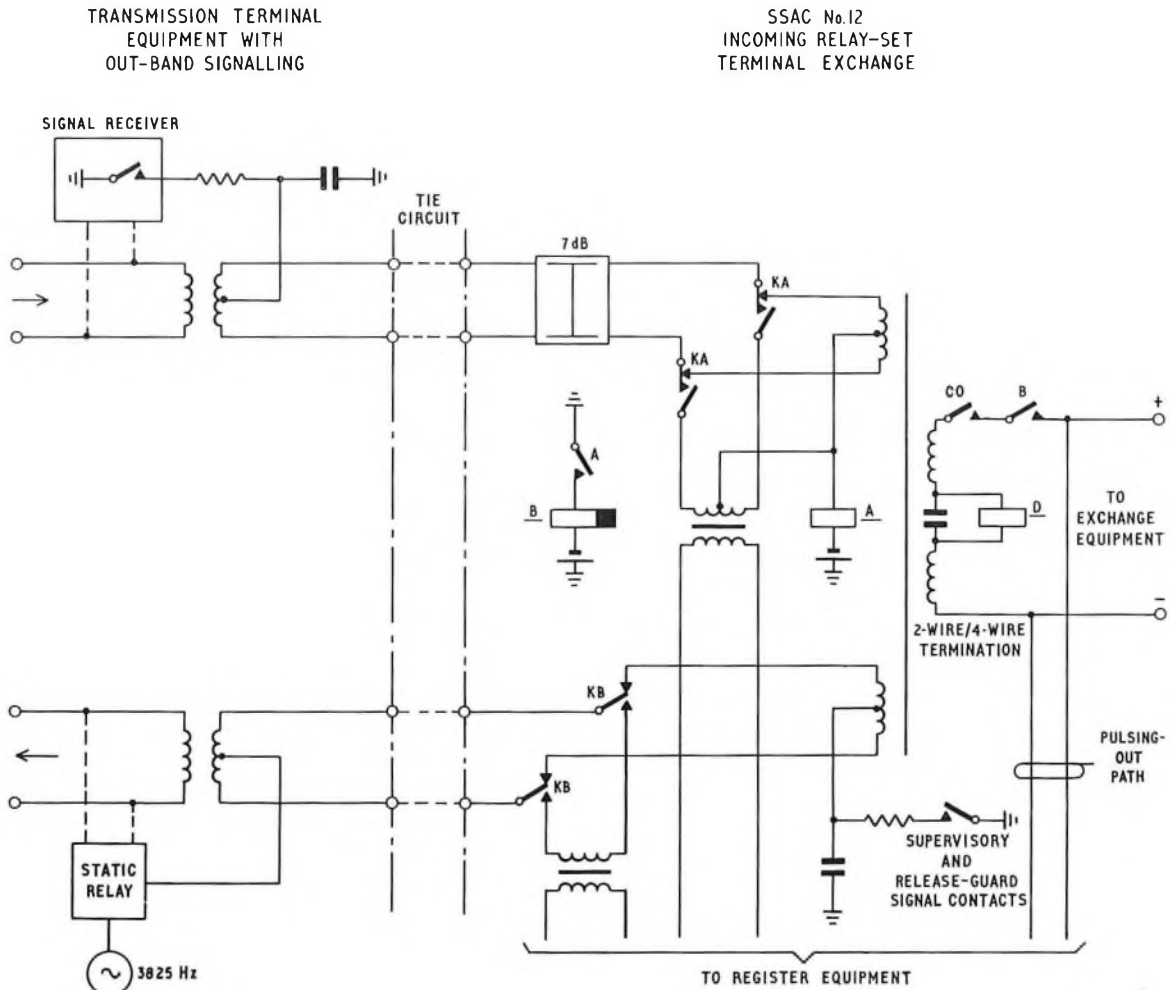 TRANSMISSION TERMINAL
EQUIPMENT WITH
OUT-BAND SIGNALLING
SSAC No.12
INCOMING RELAY-SET
TERMINAL EXCHANGE
SIGNAL RECEIVER
TIE
CIRCUIT
7dB
KA
KA
CO
B
+
A
B
A
D
TO
EXCHANGE
EQUIPMENT
−
2-WIRE/4-WIRE
TERMINATION
KB
KB
PULSING-
OUT
PATH
SUPERVISORY
AND
RELEASE-GUARD
SIGNAL CONTACTS
STATIC
RELAY
3825 Hz
TO REGISTER EQUIPMENT